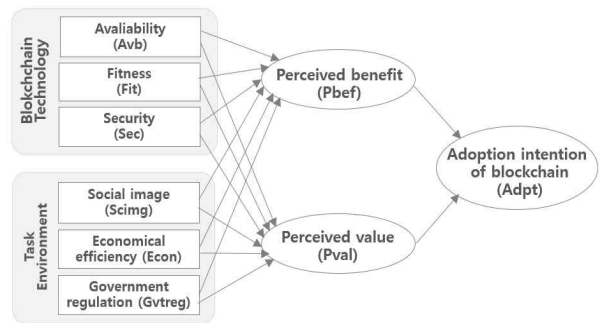 Blokchchain
Technology
Avaliability
(Avb)
Fitness
(Fit)
Security
(Sec)
Task
Environment
Social image
(Scimg)
Economical
efficiency (Econ)
Government
regulation (Gvtreg)
Perceived benefit
(Pbef)
Perceived value
(Pval)
Adoption intention
of blockchain
(Adpt)